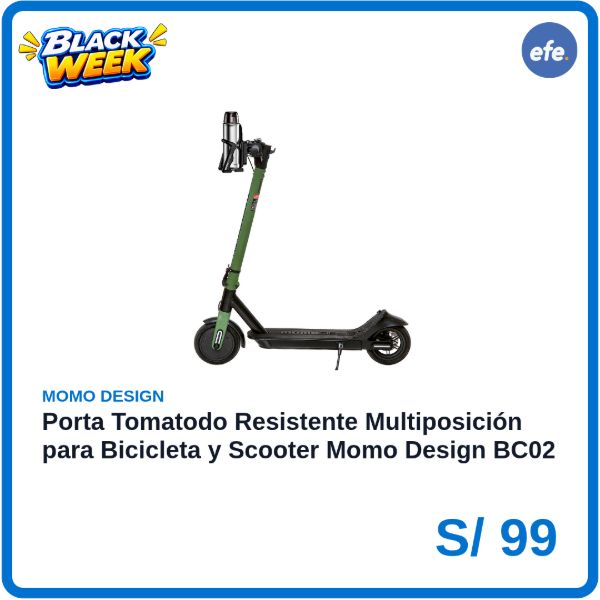 BLACK
WEEK
efe.
MOMO DESIGN
Porta Tomatodo Resistente Multiposición
para Bicicleta y Scooter Momo Design BC02
S/ 99